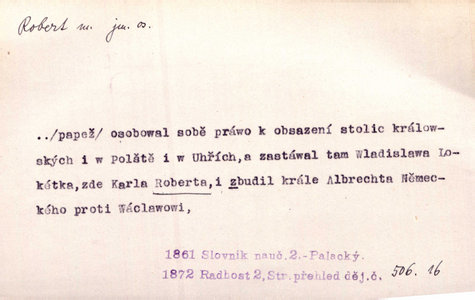 Robert m. jm. os.
../papež/ osobowal sobě práwo k obsazení stolic králow-
ských i w Polště i w Uhřích,a zastáwal tam Wladislawa Lo-
kétka,zde Karla Roberta,i zbudil krále Albrechta Němec-
kého proti Wáclawowi,
1861 Slovník nauč.2.-Palacký.
1872 Radhost 2,Str.přehled děj.č. 506. 16